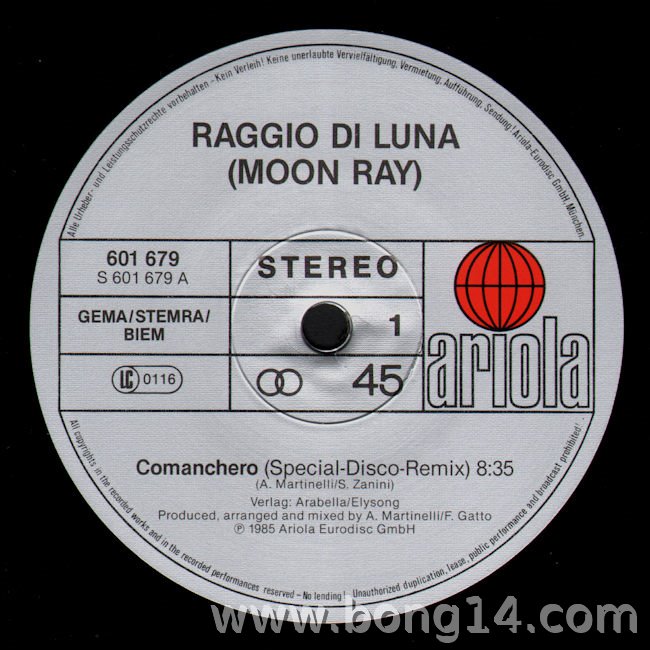 Alle Urheber- und Leistungsschutzrechte vorbehalten - Kein Verleih! Keine unerlaubte Vervielfältigung, Vermietung, Aufführung, Sendung! Ariola-Eurodisc GmbH, München.
RAGGIO DI LUNA
(MOON RAY)
601 679
S 601 679 A
STEREO
GEMA/STEMRA/
BIEM
1
LC 0116
45
ariola
Comanchero (Special-Disco-Remix) 8:35
(A. Martinelli/S. Zanini)
Verlag: Arabella/Elysong
Produced, arranged and mixed by A. Martinelli/F. Gatto
℗ 1985 Ariola Eurodisc GmbH
All copyrights in the recorded works and in the recorded performances reserved - No lending! Unauthorized duplication, lease, public performance and broadcast prohibited!
www.bong14.com